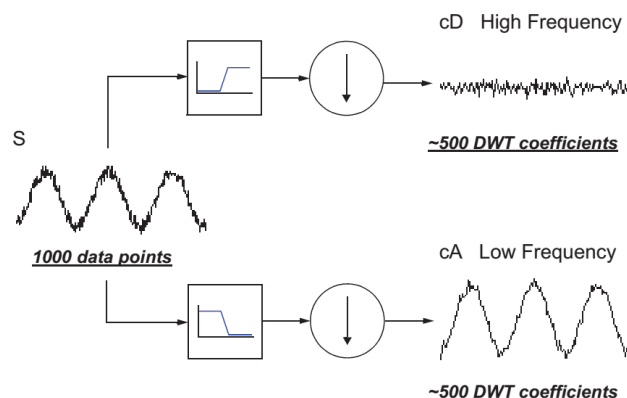 cD High Frequency
~500 DWT coefficients
S
1000 data points
cA Low Frequency
~500 DWT coefficients